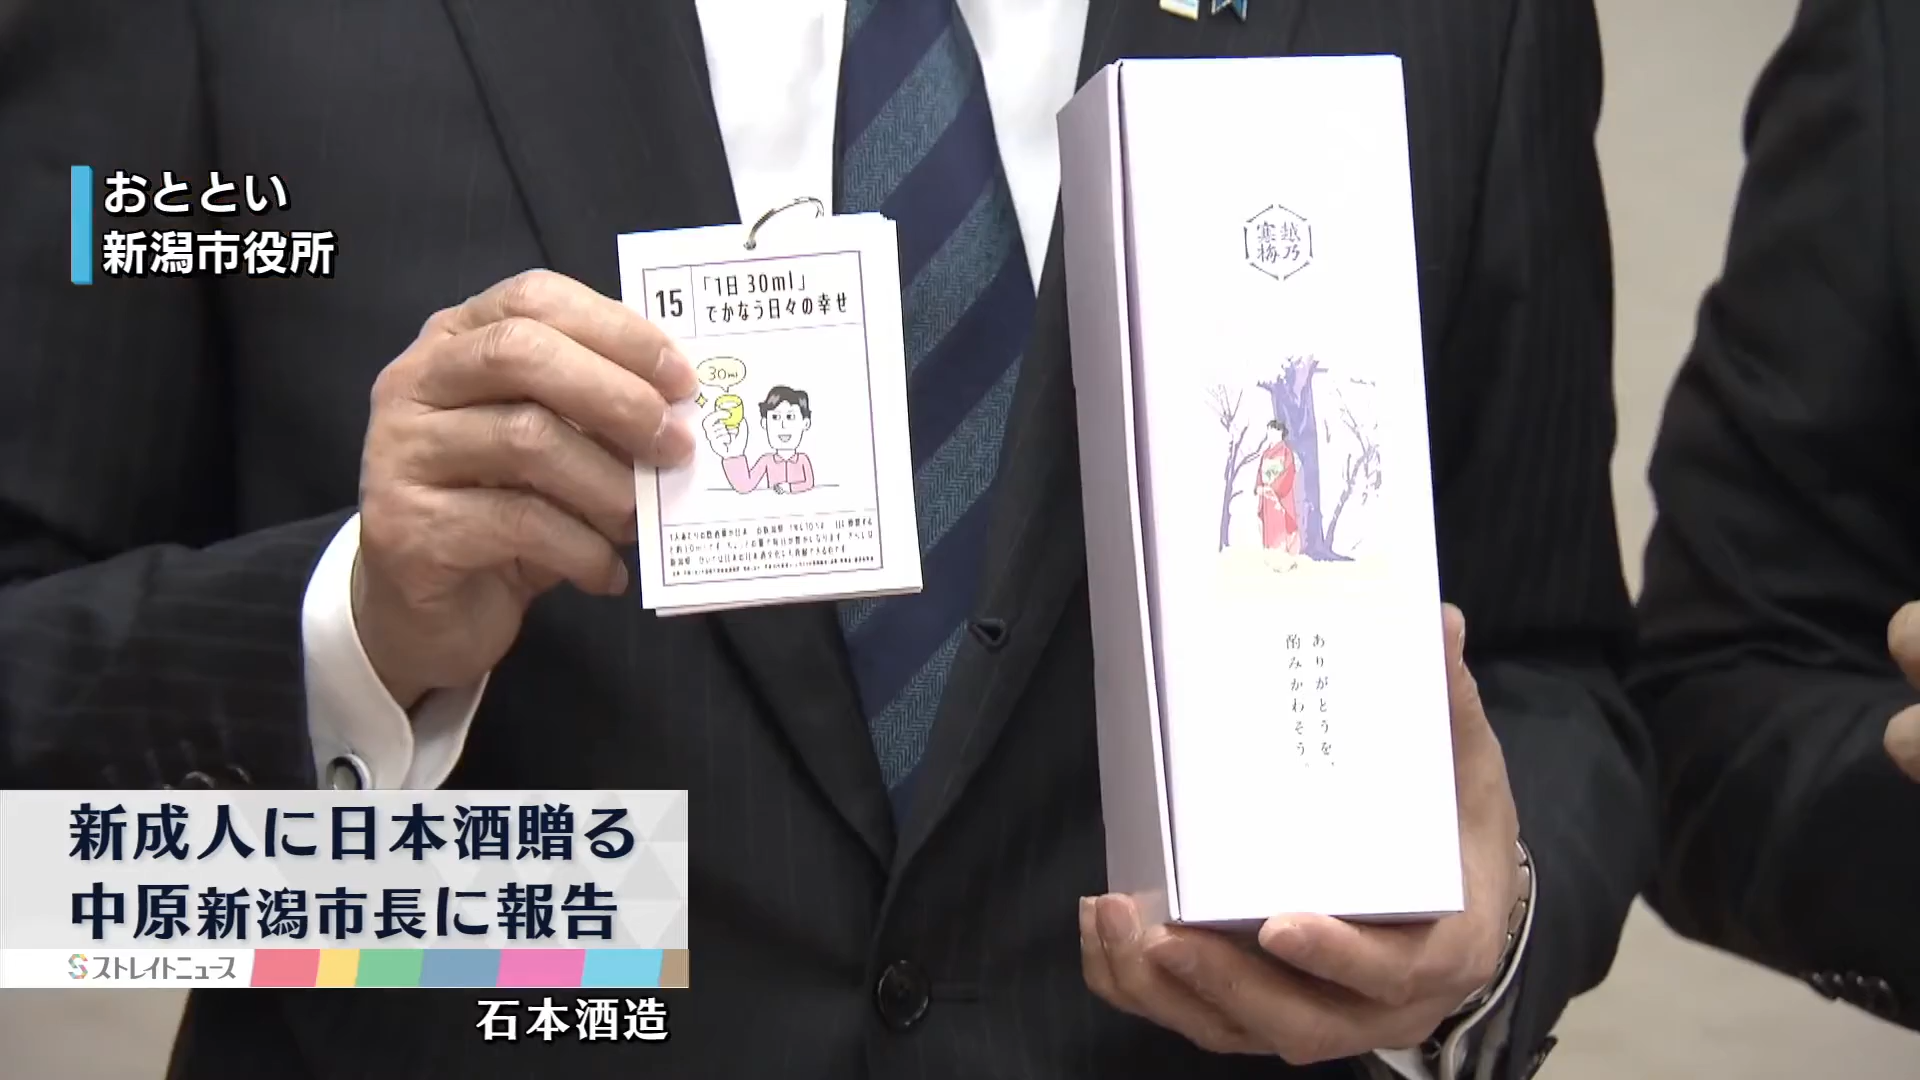 おととい
新潟市役所
15
「1日 30ml」
でかなう日々の幸せ
30ml
越乃
寒梅
ありがとうを、
酌みかわそう。
新成人に日本酒贈る
中原新潟市長に報告
Sストレイトニュース
石本酒造